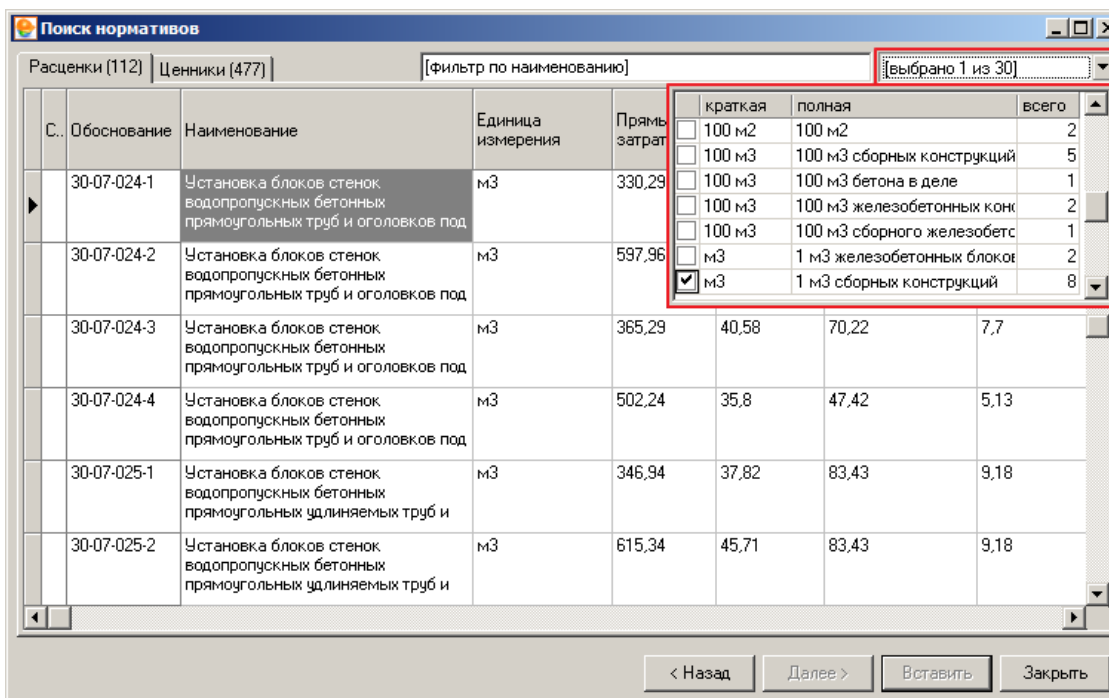 Поиск нормативов
Расценки (112) Ценники (477) [фильтр по наименованию] [выбрано 1 из 30]
С.. Обоснование Наименование Единица измерения Прямы затрат
краткая полная всего
100 м2 100 м2 2
100 м3 100 м3 сборных конструкций 5
100 м3 100 м3 бетона в деле 1
100 м3 100 м3 железобетонных конс 2
100 м3 100 м3 сборного железобетс 1
м3 1 м3 железобетонных блокое 2
м3 1 м3 сборных конструкций 8
30-07-024-1 Установка блоков стенок м3 330,29
водопропускных бетонных
прямоугольных труб и оголовков под
30-07-024-2 Установка блоков стенок м3 597,96
водопропускных бетонных
прямоугольных труб и оголовков под
30-07-024-3 Установка блоков стенок м3 365,29 40,58 70,22 7,7
водопропускных бетонных
прямоугольных труб и оголовков под
30-07-024-4 Установка блоков стенок м3 502,24 35,8 47,42 5,13
водопропускных бетонных
прямоугольных труб и оголовков под
30-07-025-1 Установка блоков стенок м3 346,94 37,82 83,43 9,18
водопропускных бетонных
прямоугольных удлиняемых труб и
30-07-025-2 Установка блоков стенок м3 615,34 45,71 83,43 9,18
водопропускных бетонных
прямоугольных удлиняемых труб и
< Назад Далее > Вставить Закрыть